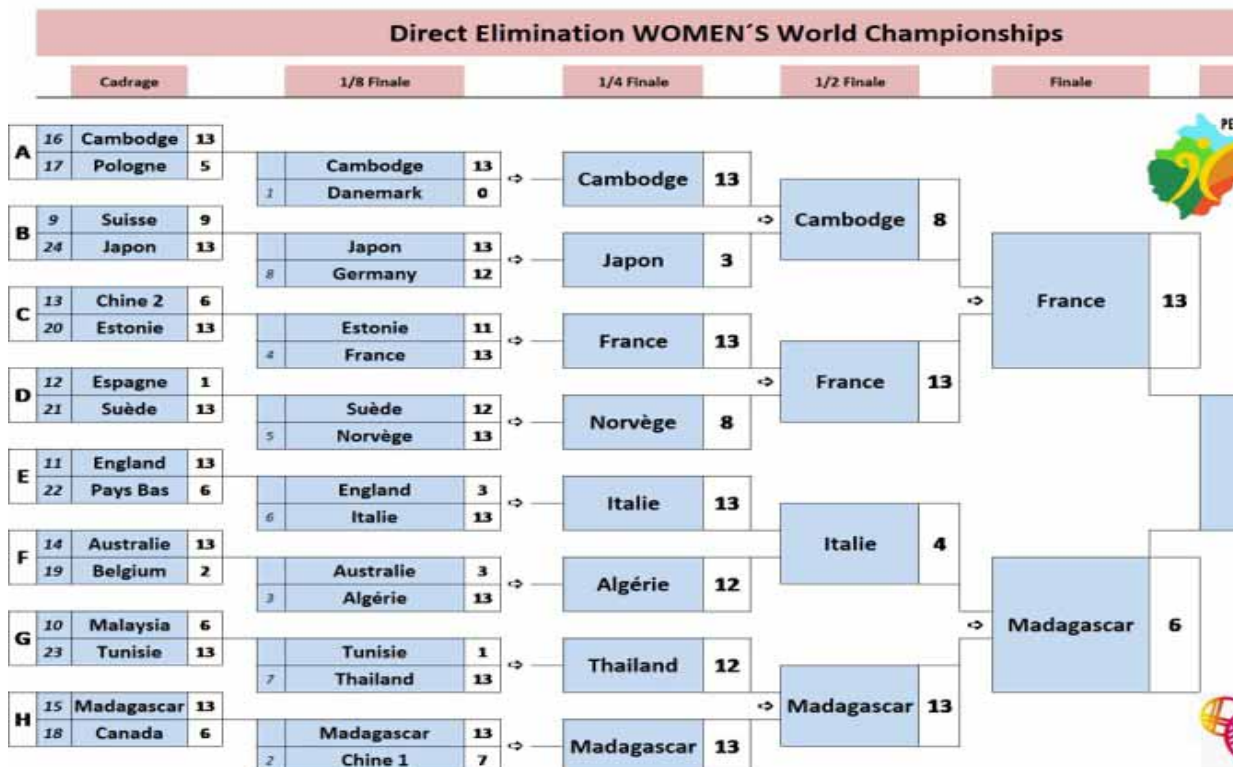 Direct Elimination WOMEN´S World Championships
Cadrage 1/8 Finale 1/4 Finale 1/2 Finale Finale
A
16 Cambodge 13
17 Pologne 5
B
9 Suisse 9
24 Japon 13
C
13 Chine 2 6
20 Estonie 13
D
12 Espagne 1
21 Suède 13
E
11 England 13
22 Pays Bas 6
F
14 Australie 13
19 Belgium 2
G
10 Malaysia 6
23 Tunisie 13
H
15 Madagascar 13
18 Canada 6
Cambodge 13
1 Danemark 0
Japon 13
8 Germany 12
Estonie 11
4 France 13
Suède 12
5 Norvège 13
England 3
6 Italie 13
Australie 3
3 Algérie 13
Tunisie 1
7 Thailand 13
Madagascar 13
2 Chine 1 7
Cambodge 13
Japon 3
France 13
Norvège 8
Italie 13
Algérie 12
Thailand 12
Madagascar 13
Cambodge 8
France 13
Italie 4
Madagascar 13
France 13
Madagascar 6
PE